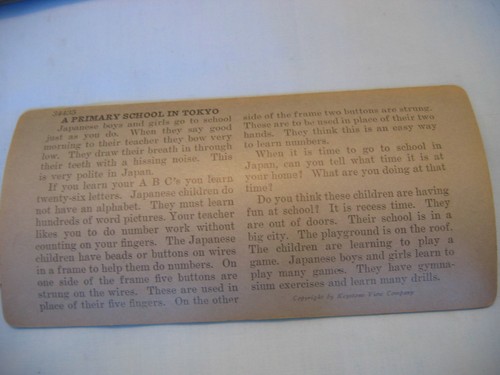 A PRIMARY SCHOOL IN TOKYO
Japanese boys and girls go to school
just as you do. When they say good
morning to their teacher they bow very
low. They draw their breath in through
their teeth with a hissing noise. This
is very polite in Japan.
If you learn your A B C's you learn
twenty-six letters. Japanese children do
not have an alphabet. They must learn
hundreds of word pictures. Your teacher
likes you to do number work without
counting on your fingers. The Japanese
children have beads or buttons on wires
in a frame to help them do numbers. On
one side of the frame five buttons are
strung on the wires. These are used in
place of their five fingers. On the other
side of the frame two buttons are strung.
These are to be used in place of their two
hands. They think this is an easy way
to learn numbers.
When it is time to go to school in
Japan, can you tell what time it is at
your home? What are you doing at that
time?
Do you think these children are having
fun at school? It is recess time. They
are out of doors. Their school is in a
big city. The playground is on the roof.
The children are learning to play a
game. Japanese boys and girls learn to
play many games. They have gymna-
sium exercises and learn many drills.
Copyright by Keystone View Company